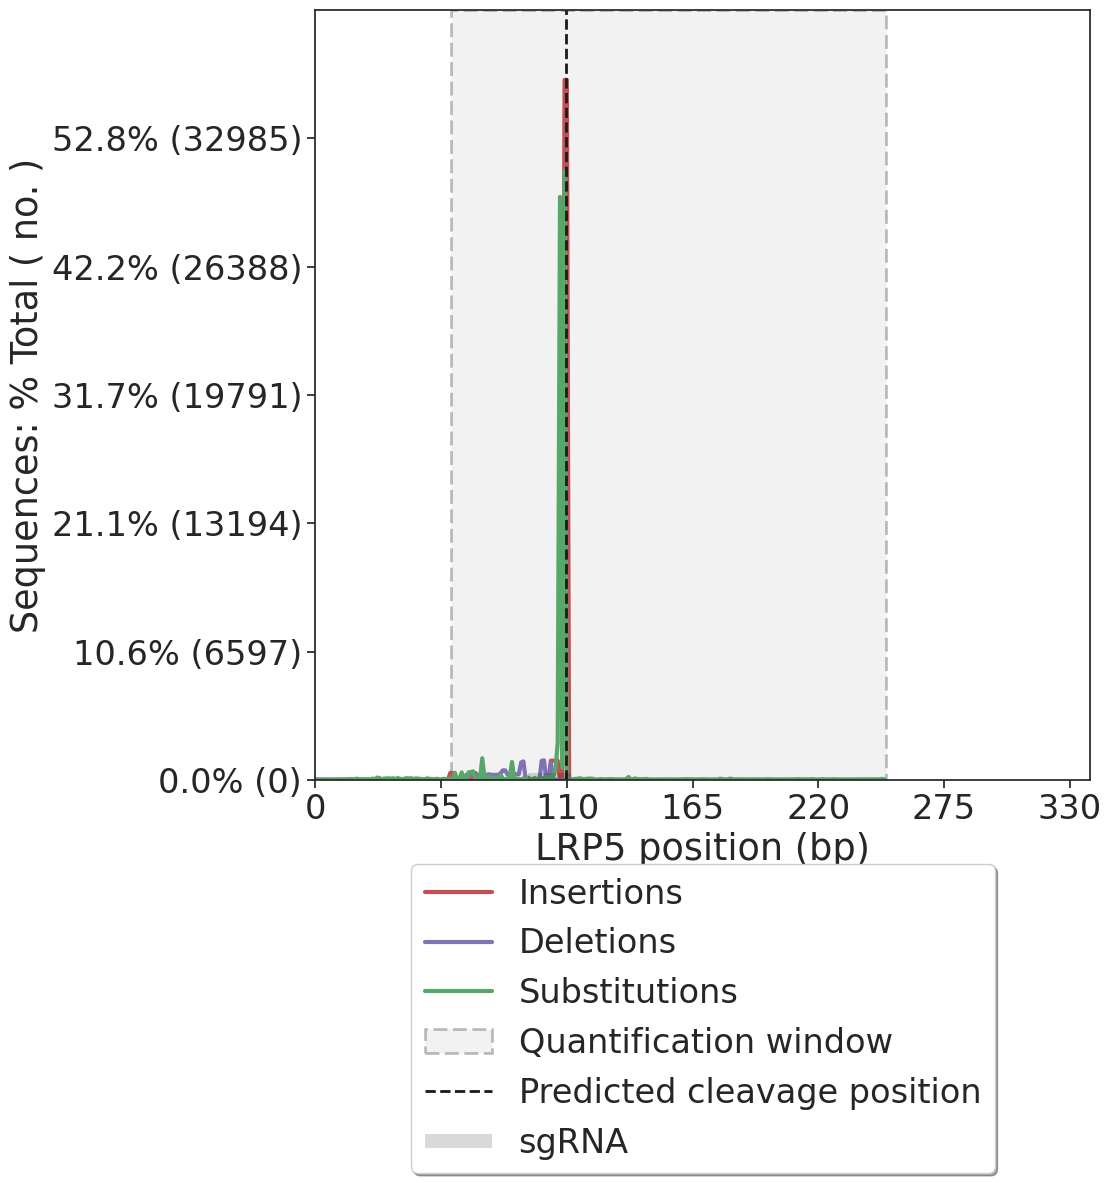 Sequences: % Total ( no. )
52.8% (32985)
42.2% (26388)
31.7% (19791)
21.1% (13194)
10.6% (6597)
0.0% (0)
0 55 110 165 220 275 330
LRP5 position (bp)
Insertions
Deletions
Substitutions
Quantification window
Predicted cleavage position
sgRNA